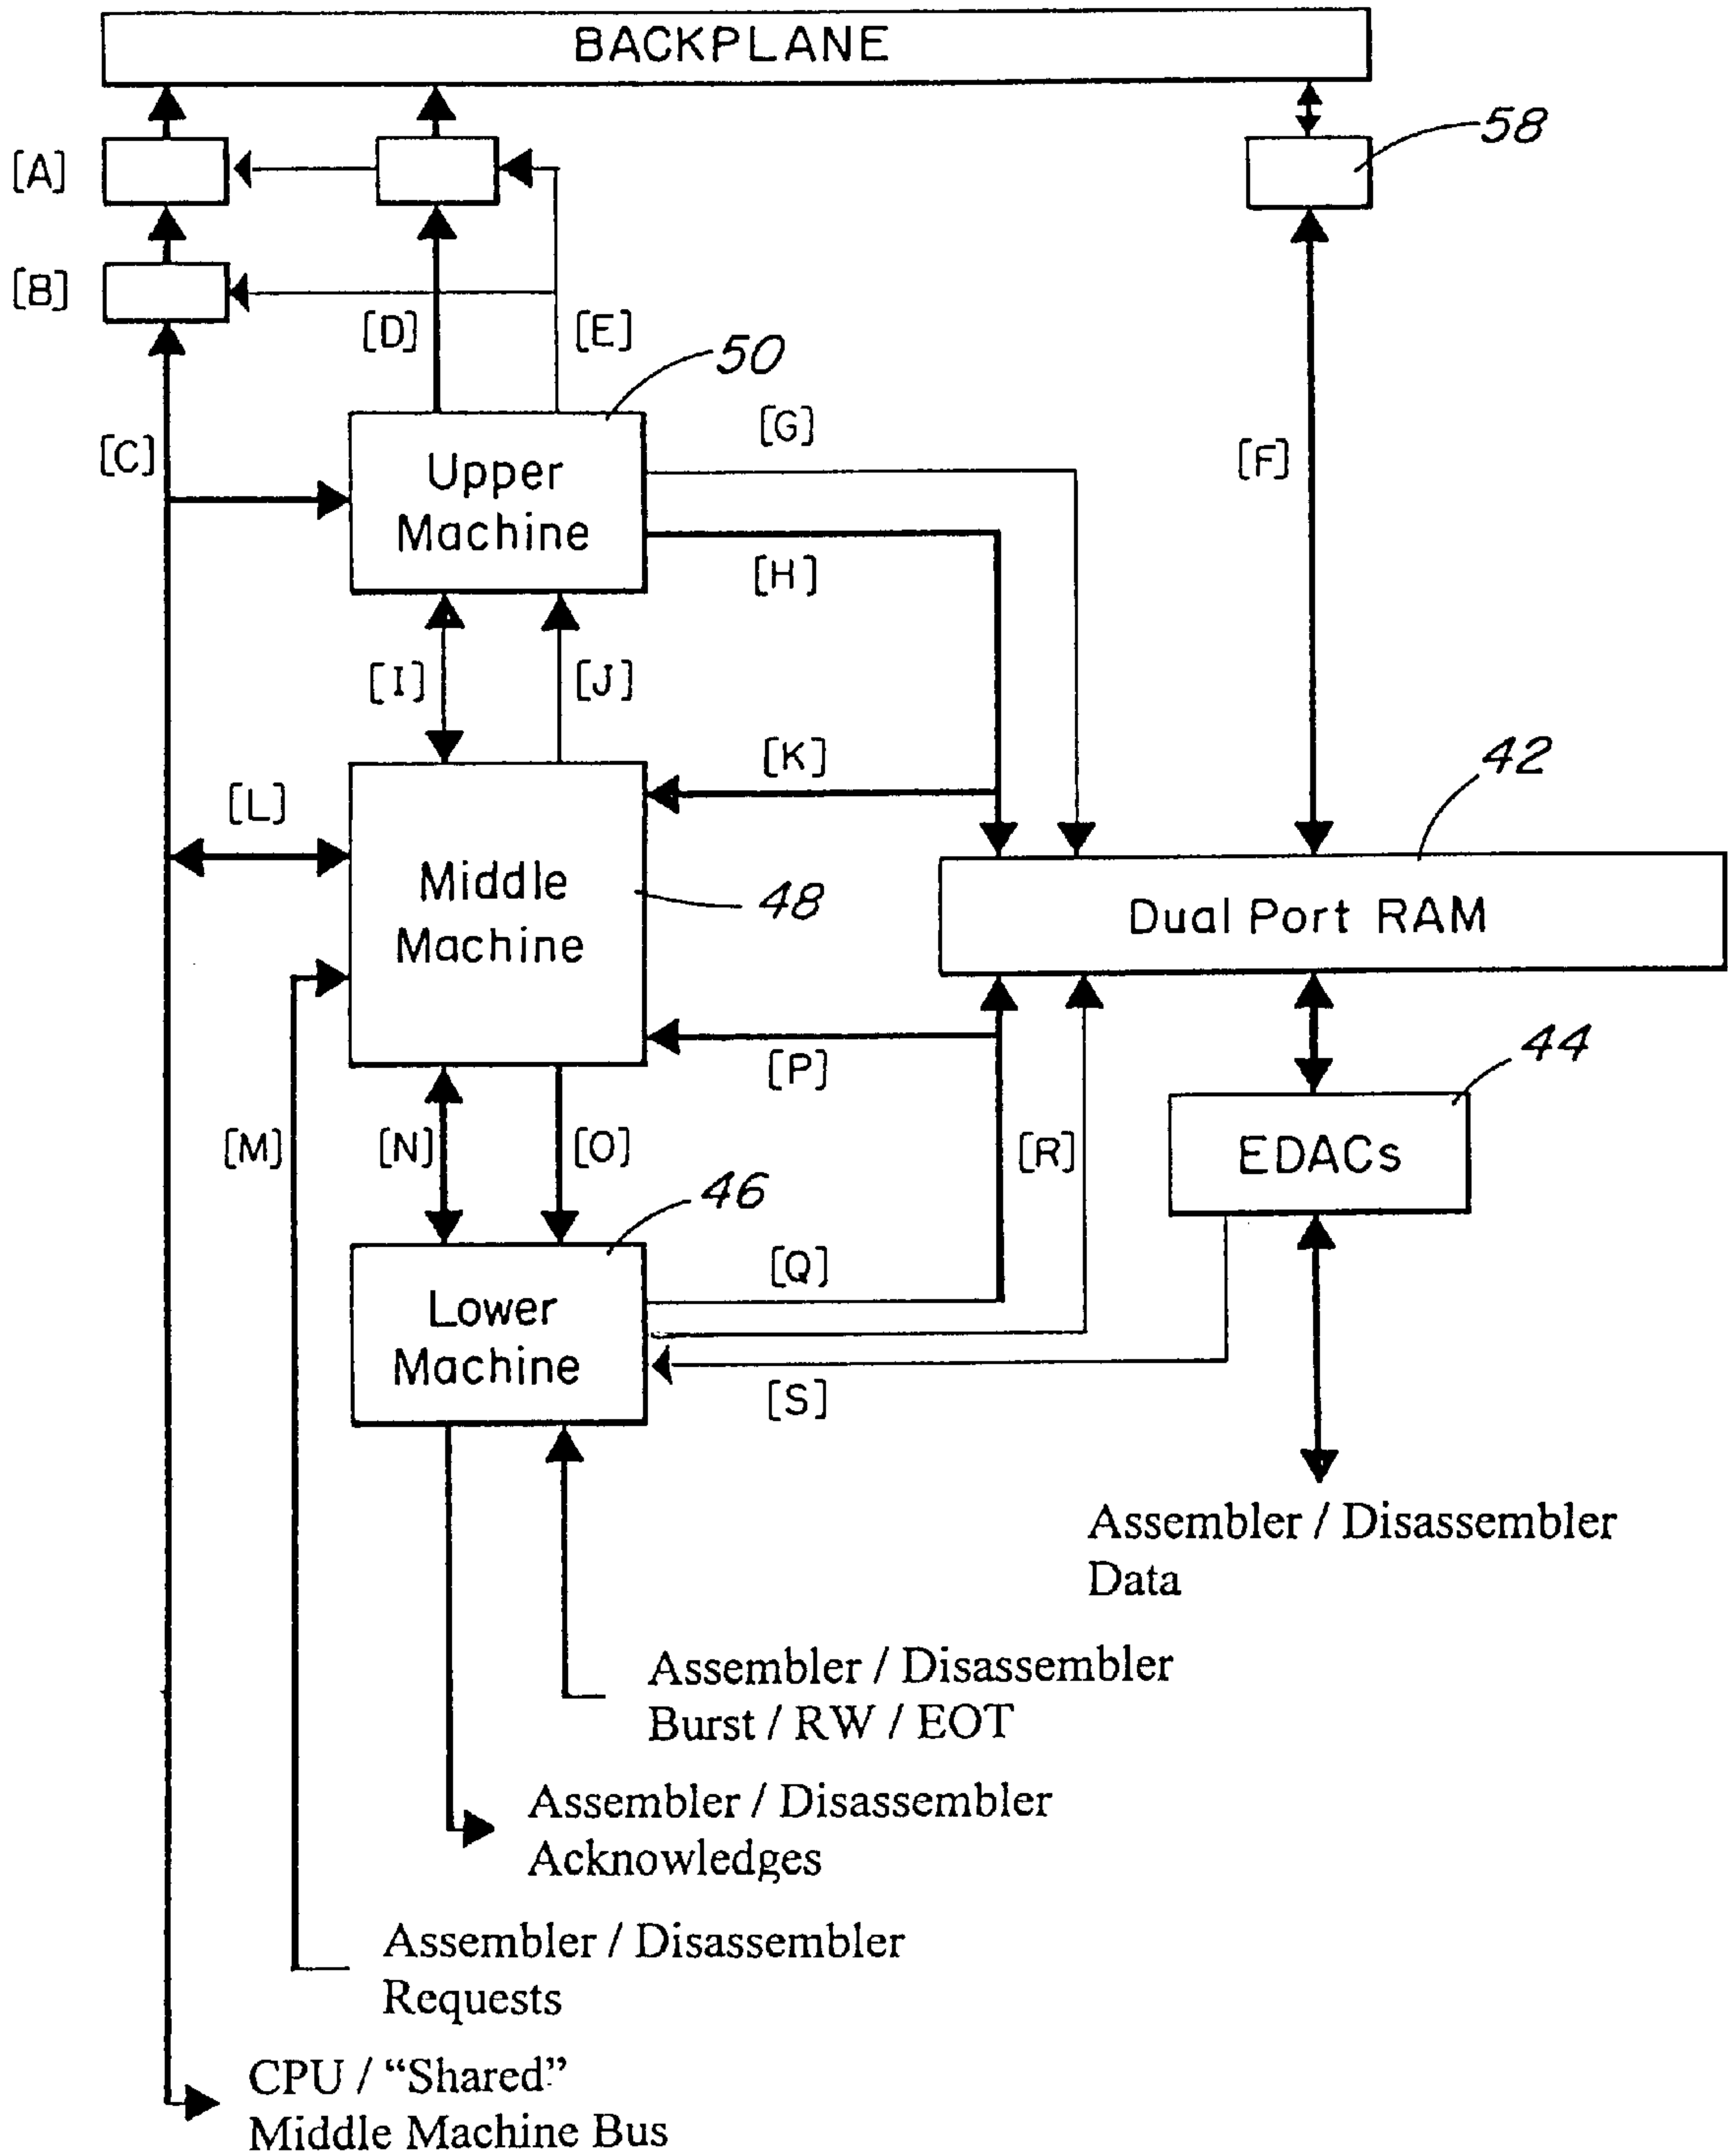 BACKPLANE
58
[A]
[B]
[D]
[E]
50
[C]
[G]
[F]
Upper
Machine
[H]
[I]
[J]
[K]
42
[L]
Middle
Machine
48
Dual Port RAM
[P]
44
[M]
[N]
[O]
[R]
EDACs
46
[Q]
Lower
Machine
[S]
Assembler / Disassembler
Data
Assembler / Disassembler
Burst / RW / EOT
Assembler / Disassembler
Acknowledges
Assembler / Disassembler
Requests
CPU / “Shared”
Middle Machine Bus